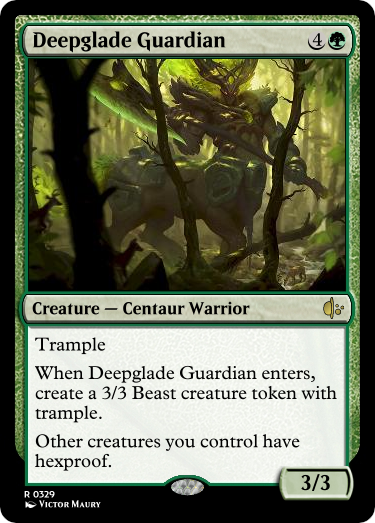 Deepglade Guardian 4
Creature — Centaur Warrior
Trample
When Deepglade Guardian enters,
create a 3/3 Beast creature token with
trample.
Other creatures you control have
hexproof.
3/3
R 0329
Victor Maury